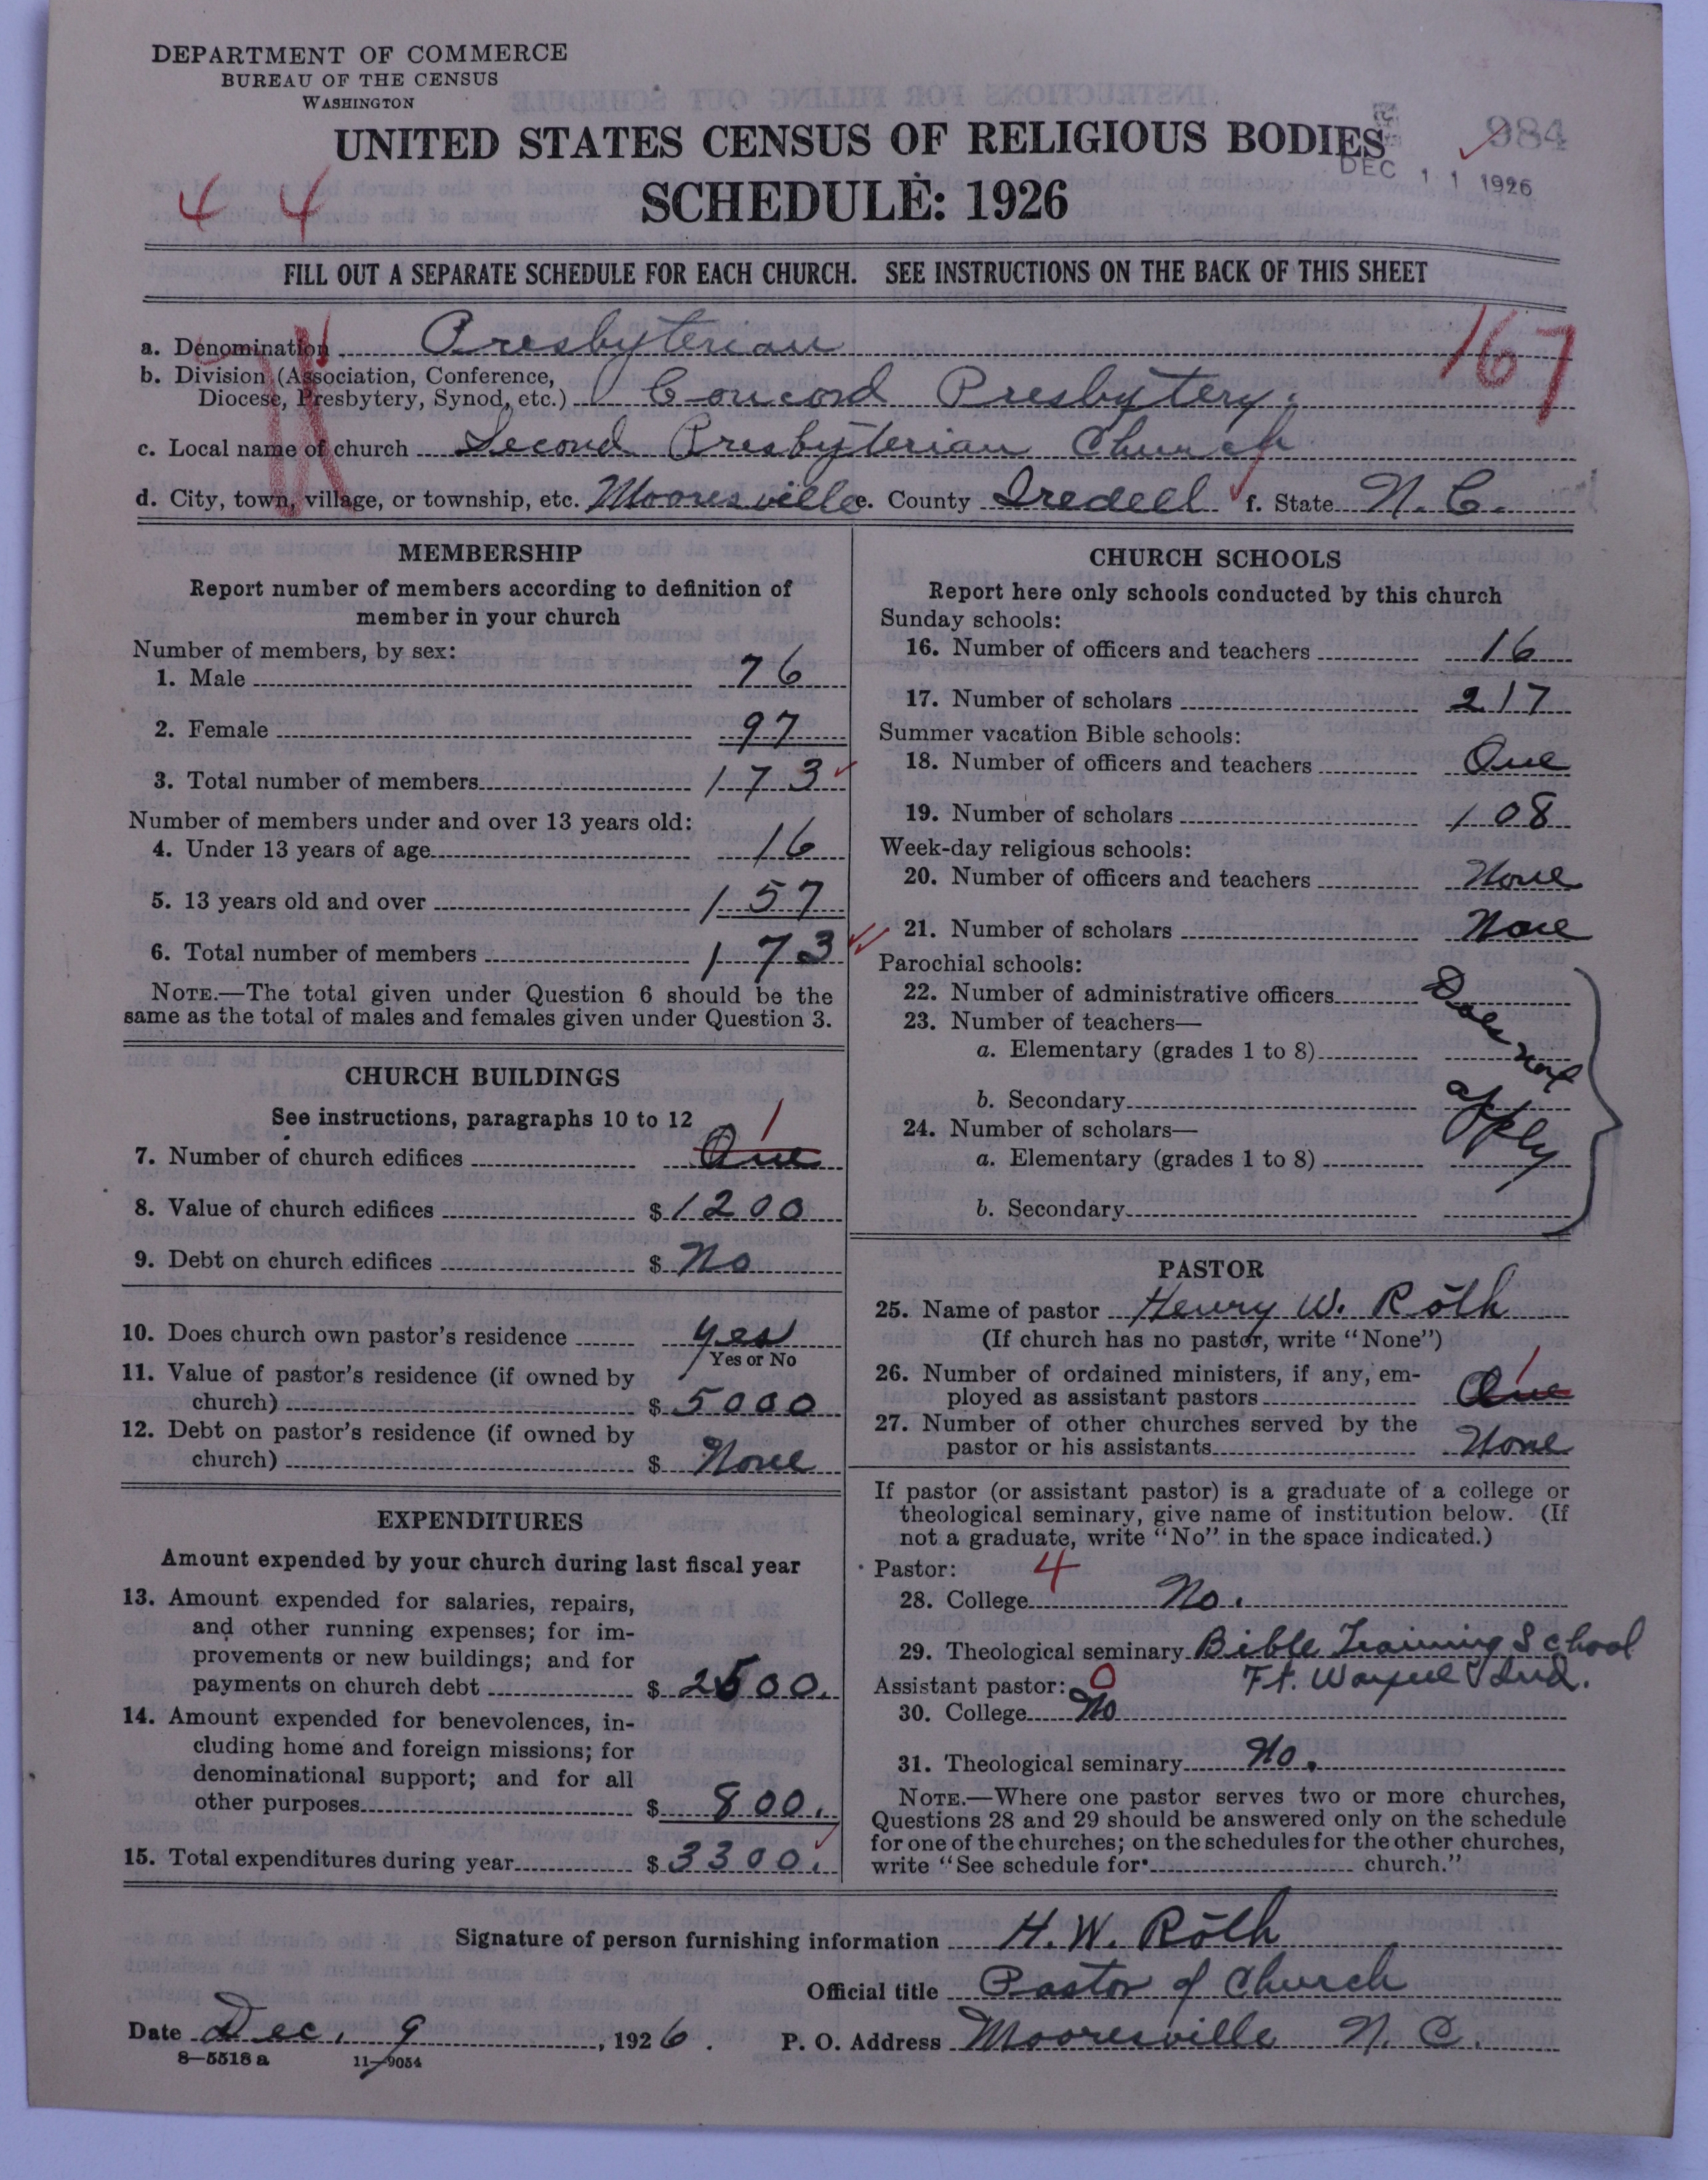 DEPARTMENT OF COMMERCE
BUREAU OF THE CENSUS
WASHINGTON
UNITED STATES CENSUS OF RELIGIOUS BODIES
984
DEC 11 1926
4 4
SCHEDULE: 1926
FILL OUT A SEPARATE SCHEDULE FOR EACH CHURCH. SEE INSTRUCTIONS ON THE BACK OF THIS SHEET
167
a. Denomination Presbyterian
b. Division (Association, Conference,
Diocese, Presbytery, Synod, etc.) Concord Presbytery.
c. Local name of church Second Presbyterian Church
d. City, town, village, or township, etc. Mooresville e. County Iredell f. State N. C.
MEMBERSHIP
Report number of members according to definition of
member in your church
Number of members, by sex:
1. Male 76
2. Female 97
3. Total number of members 173
Number of members under and over 13 years old:
4. Under 13 years of age 16
5. 13 years old and over 157
6. Total number of members 173
NOTE.—The total given under Question 6 should be the
same as the total of males and females given under Question 3.
CHURCH BUILDINGS
See instructions, paragraphs 10 to 12
7. Number of church edifices One 1
8. Value of church edifices $1200
9. Debt on church edifices $ No
10. Does church own pastor's residence yes
Yes or No
11. Value of pastor's residence (if owned by
church) $5000
12. Debt on pastor's residence (if owned by
church) $ None
EXPENDITURES
Amount expended by your church during last fiscal year
13. Amount expended for salaries, repairs,
and other running expenses; for im-
provements or new buildings; and for
payments on church debt $2500.
14. Amount expended for benevolences, in-
cluding home and foreign missions; for
denominational support; and for all
other purposes $800.
15. Total expenditures during year $3300.
CHURCH SCHOOLS
Report here only schools conducted by this church
Sunday schools:
16. Number of officers and teachers 16
17. Number of scholars 217
Summer vacation Bible schools:
18. Number of officers and teachers One
19. Number of scholars 108
Week-day religious schools:
20. Number of officers and teachers None
21. Number of scholars None
Parochial schools:
22. Number of administrative officers Does
23. Number of teachers—
a. Elementary (grades 1 to 8) not
b. Secondary apply
24. Number of scholars—
a. Elementary (grades 1 to 8)
b. Secondary
PASTOR
25. Name of pastor Henry W. Rōth
(If church has no pastor, write "None")
26. Number of ordained ministers, if any, em-
ployed as assistant pastors One 1
27. Number of other churches served by the
pastor or his assistants None
If pastor (or assistant pastor) is a graduate of a college or
theological seminary, give name of institution below. (If
not a graduate, write "No" in the space indicated.)
Pastor: 4
28. College No.
29. Theological seminary Bible Training School
Ft. Wayne Ind.
Assistant pastor: 0
30. College No
31. Theological seminary No.
NOTE.—Where one pastor serves two or more churches,
Questions 28 and 29 should be answered only on the schedule
for one of the churches; on the schedules for the other churches,
write "See schedule for church."
Signature of person furnishing information H. W. Rōth
Official title Pastor of Church
Date Dec. 9, 1926. P. O. Address Mooresville N. C.
8—5518 a 11—9054